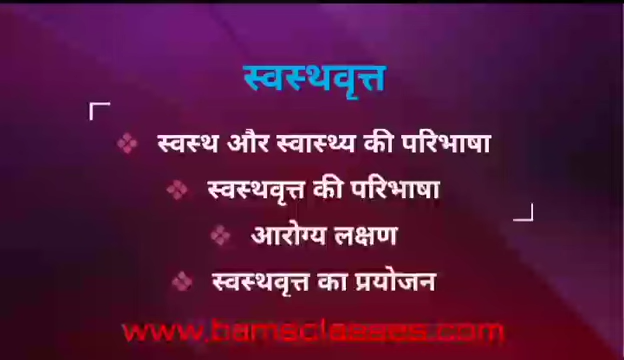 स्वस्थवृत्त
स्वस्थ और स्वास्थ्य की परिभाषा
स्वस्थवृत्त की परिभाषा
आरोग्य लक्षण
स्वस्थवृत्त का प्रयोजन
www.bamsclasses.com